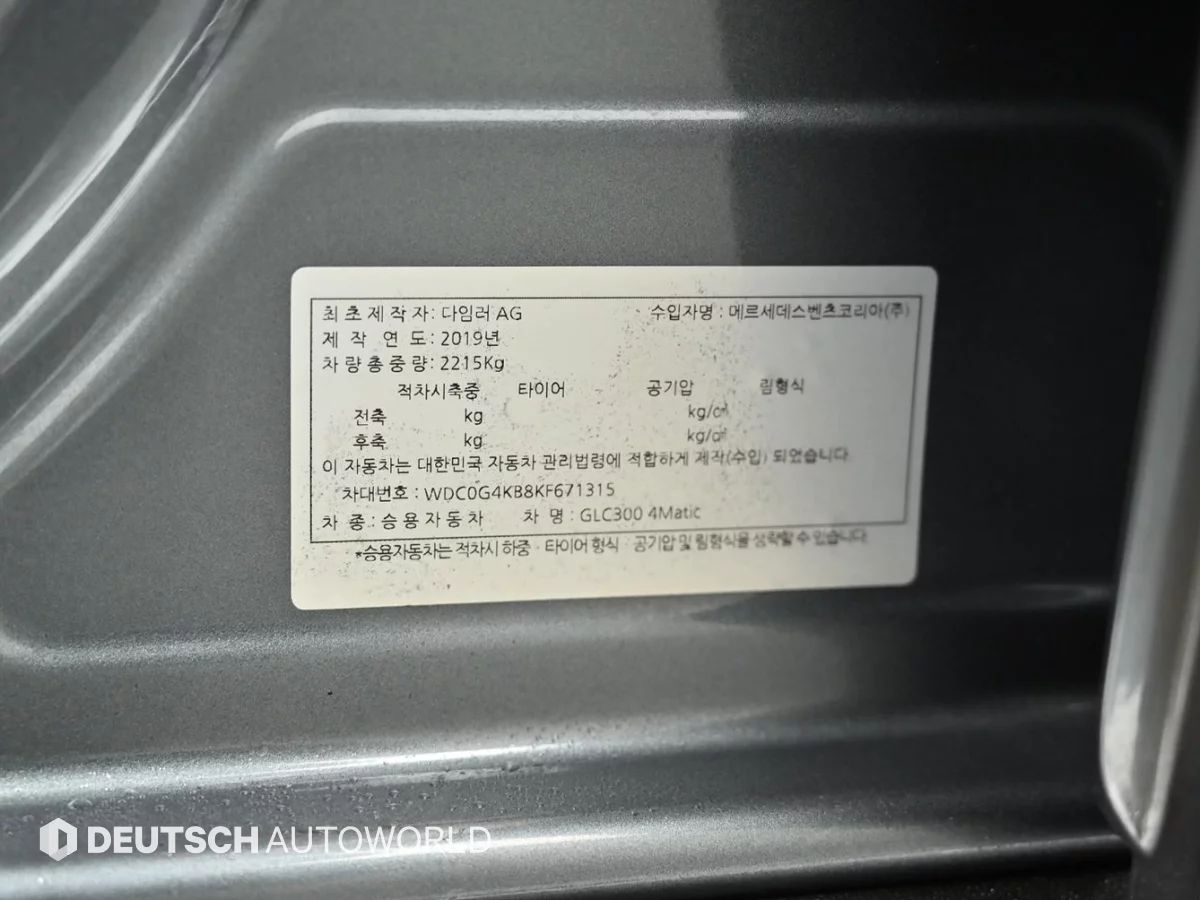 최초제작자: 다임러 AG 수입자명 : 메르세데스벤츠코리아(주)
제 작 연 도: 2019년
차량총중량: 2215Kg
적차시축중 타이어 공기압 림형식
전축 kg kg/㎠
후축 kg kg/㎠
이 자동차는 대한민국 자동차 관리법령에 적합하게 제작(수입) 되었습니다
차대번호 : WDC0G4KB8KF671315
차 종 : 승용자동차 차 명 : GLC300 4Matic
*승용자동차는 적차시 하중 · 타이어 형식 · 공기압 및 림형식을 생략할 수 있습니다
DEUTSCH AUTOWORLD